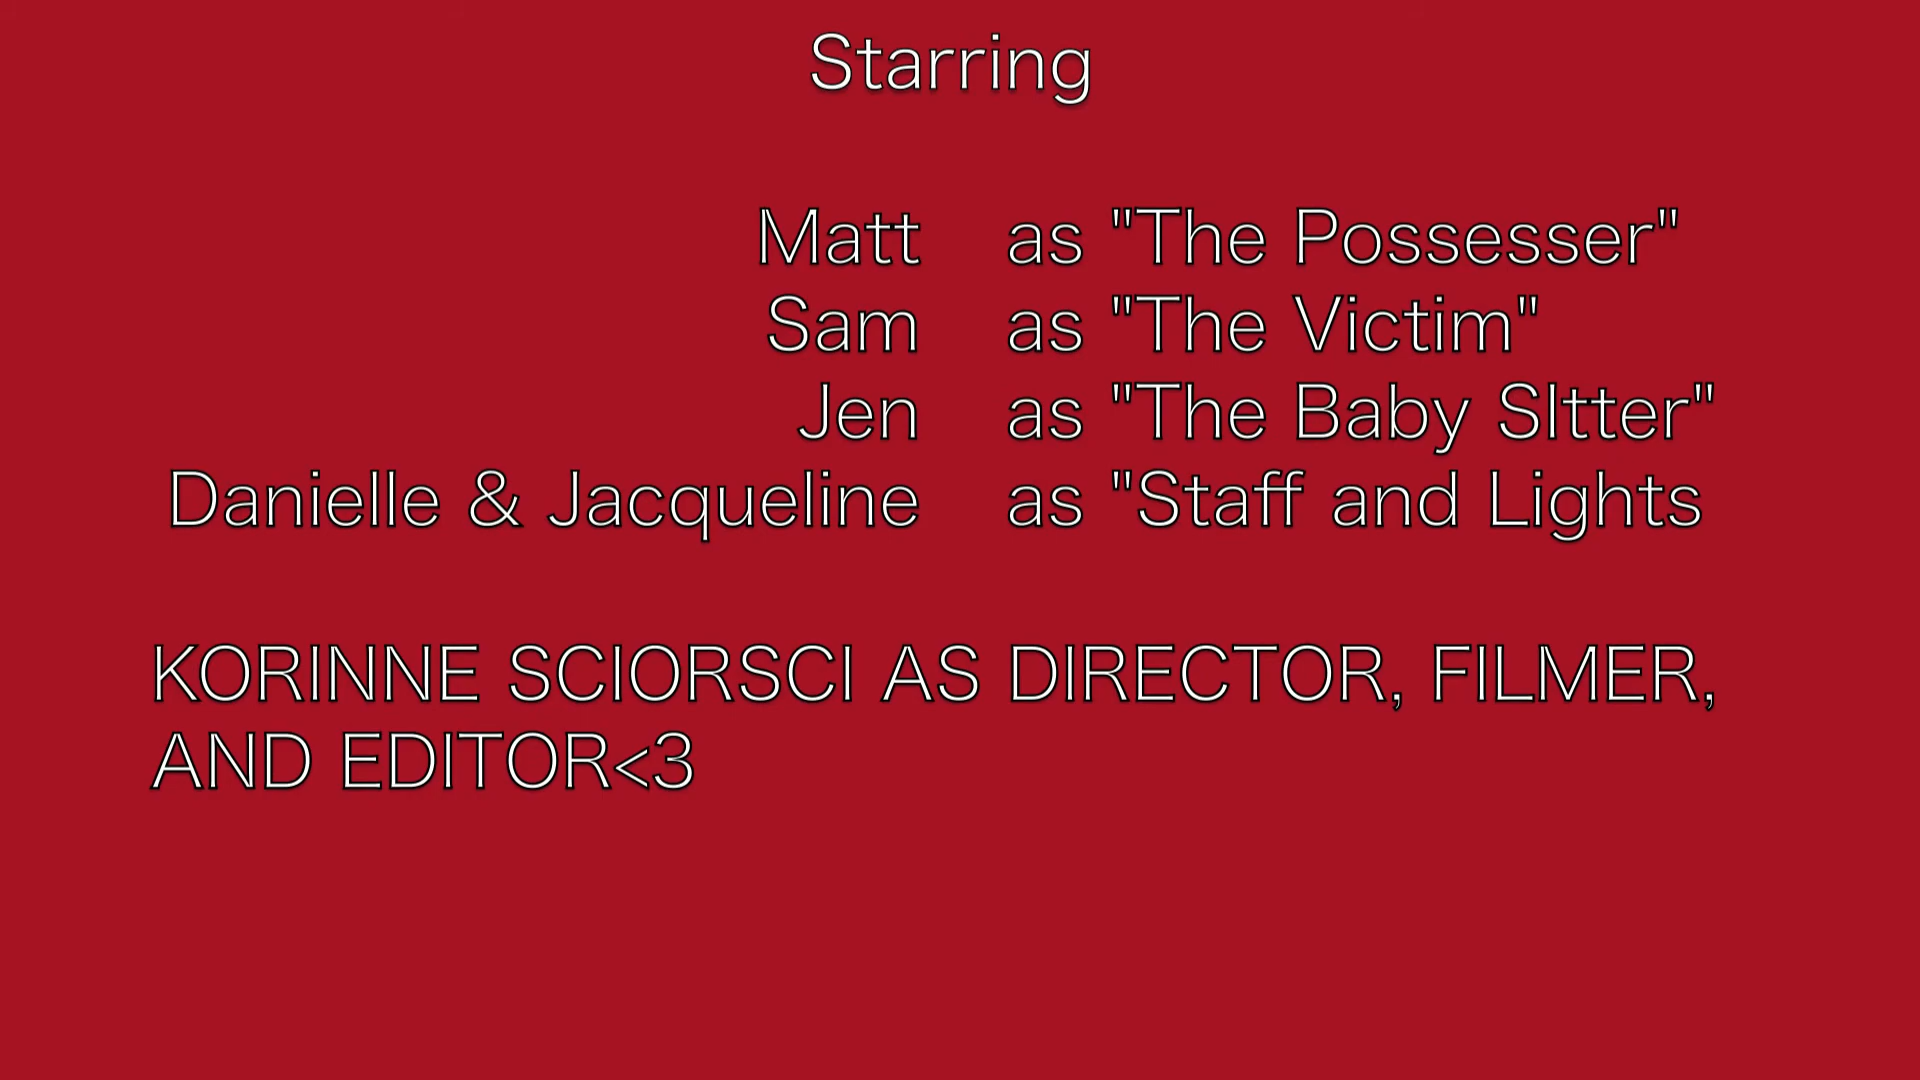 Starring
Matt as "The Possesser"
Sam as "The Victim"
Jen as "The Baby SItter"
Danielle & Jacqueline as "Staff and Lights
KORINNE SCIORSCI AS DIRECTOR, FILMER,
AND EDITOR<3